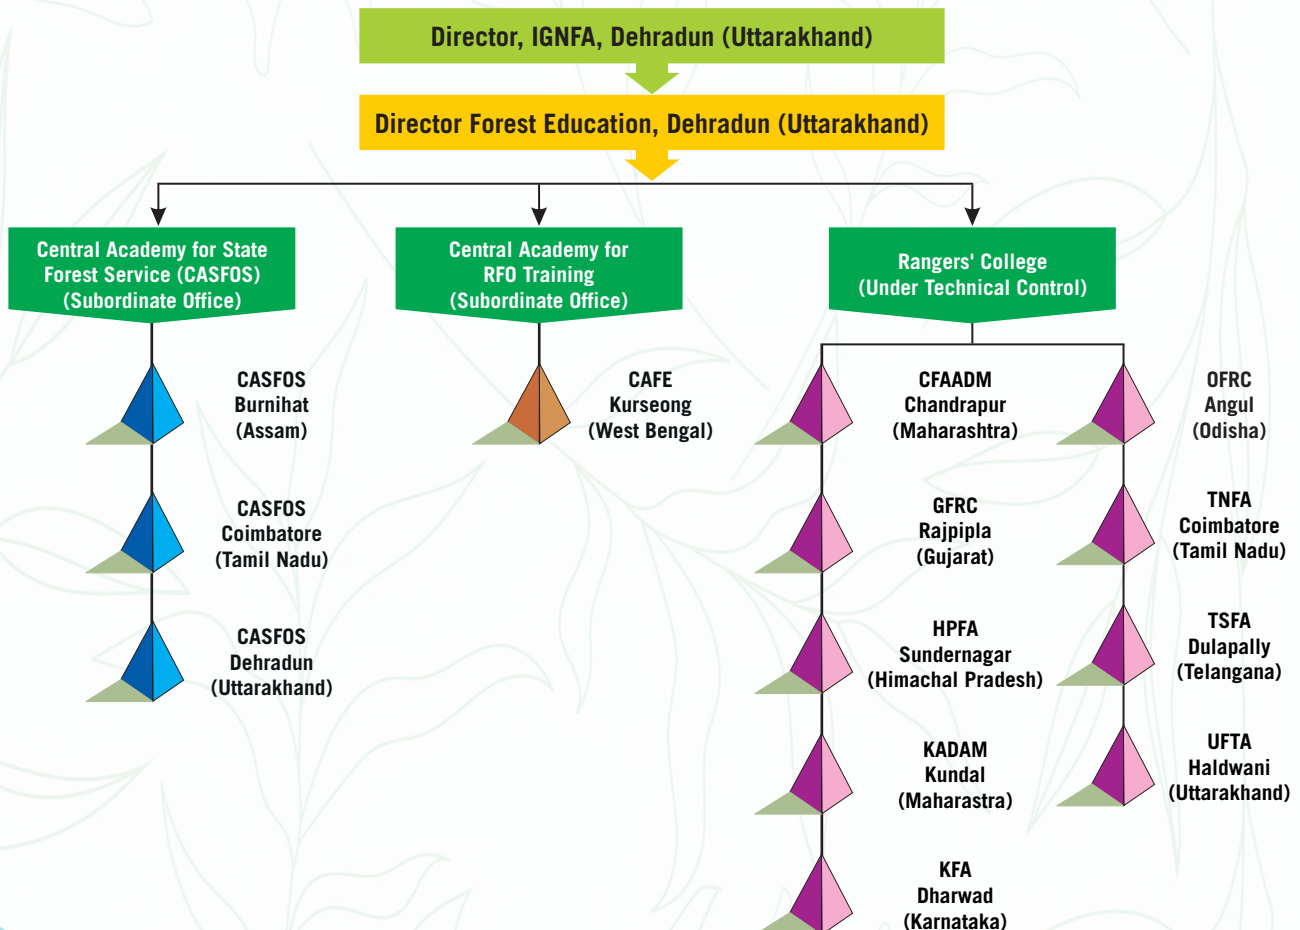 Director, IGNFA, Dehradun (Uttarakhand)
Director Forest Education, Dehradun (Uttarakhand)
Central Academy for State
Forest Service (CASFOS)
(Subordinate Office)
Central Academy for
RFO Training
(Subordinate Office)
Rangers' College
(Under Technical Control)
CASFOS
Burnihat
(Assam)
CASFOS
Coimbatore
(Tamil Nadu)
CASFOS
Dehradun
(Uttarakhand)
CAFE
Kurseong
(West Bengal)
CFAADM
Chandrapur
(Maharashtra)
GFRC
Rajpipla
(Gujarat)
HPFA
Sundernagar
(Himachal Pradesh)
KADAM
Kundal
(Maharastra)
KFA
Dharwad
(Karnataka)
OFRC
Angul
(Odisha)
TNFA
Coimbatore
(Tamil Nadu)
TSFA
Dulapally
(Telangana)
UFTA
Haldwani
(Uttarakhand)